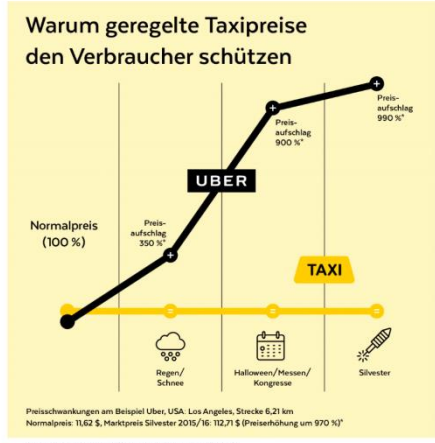 Warum geregelte Taxipreise
den Verbraucher schützen
Preis-
aufschlag
990 %*
Preis-
aufschlag
900 %*
UBER
Normalpreis
(100 %)
Preis-
aufschlag
350 %*
TAXI
Regen/
Schnee
Halloween/Messen/
Kongresse
Silvester
Preisschwankungen am Beispiel Uber, USA: Los Angeles, Strecke 6,21 km
Normalpreis: 11,62 $, Marktpreis Silvester 2015/16: 112,71 $ (Preiserhöhung um 970 %)*